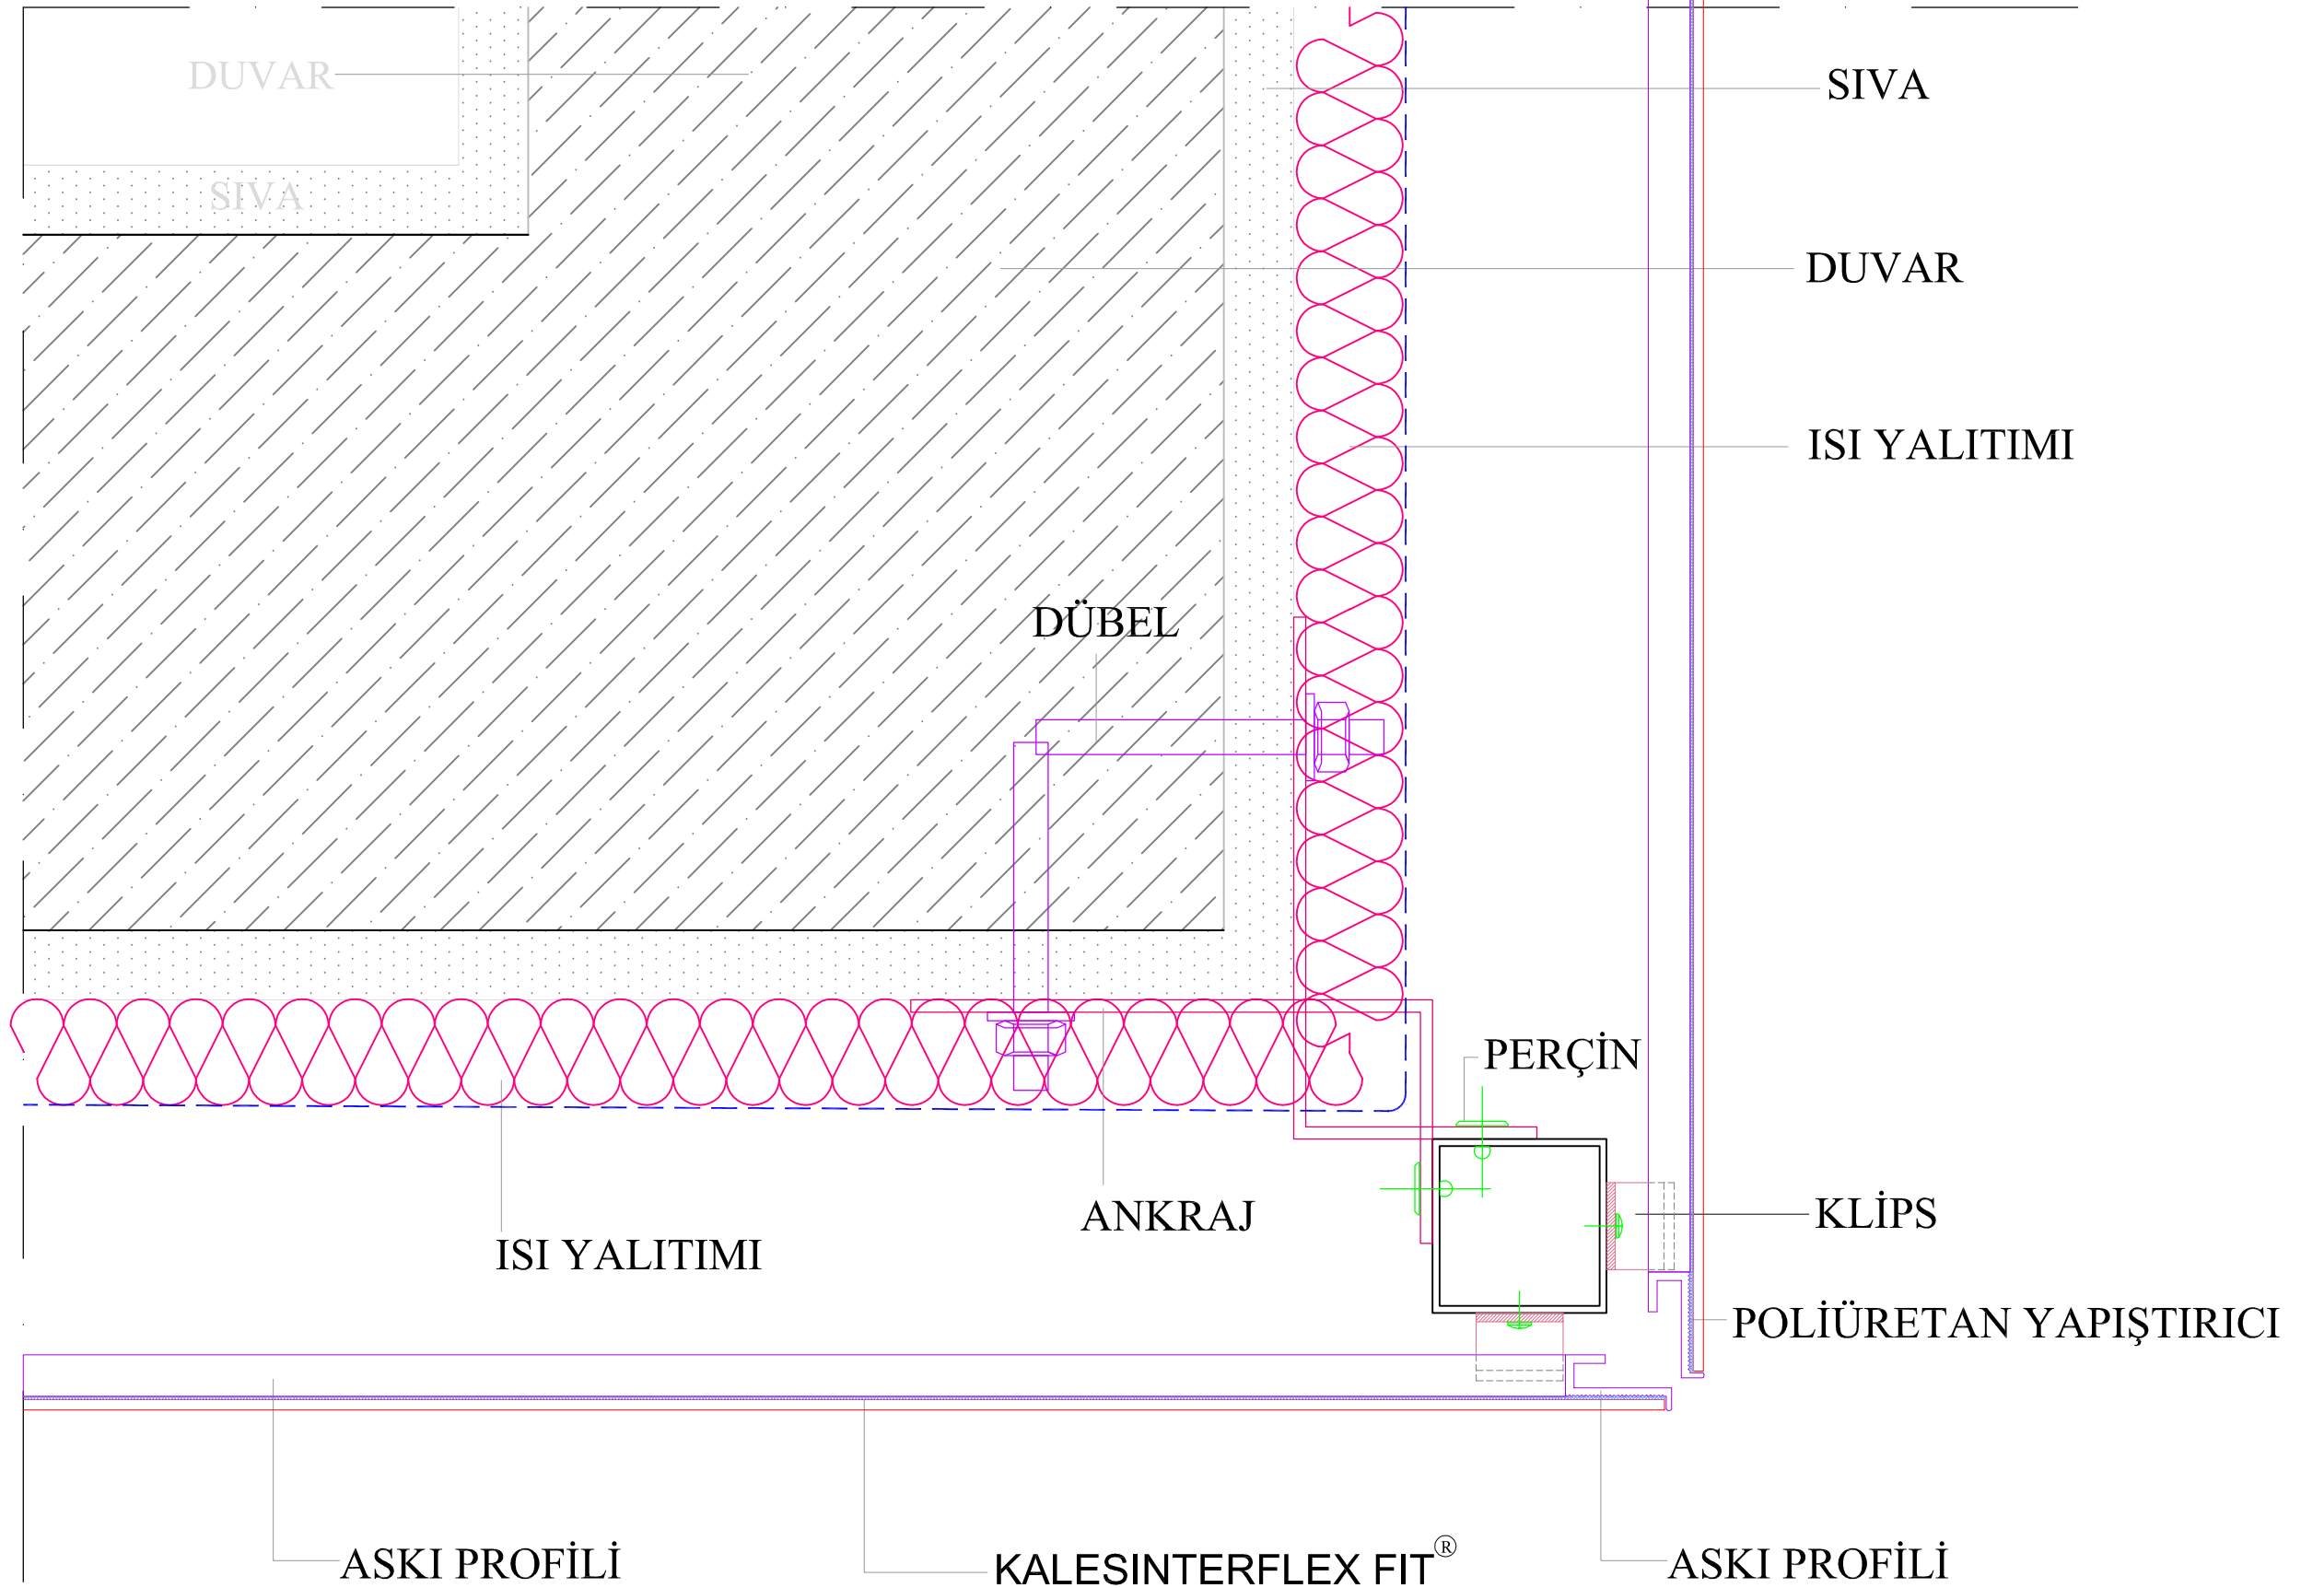 DUVAR
SIVA
SIVA
DUVAR
ISI YALITIMI
DÜBEL
PERÇİN
ANKRAJ
KLİPS
ISI YALITIMI
POLİÜRETAN YAPIŞTIRICI
ASKI PROFİLİ
KALESINTERFLEX FIT®
ASKI PROFİLİ